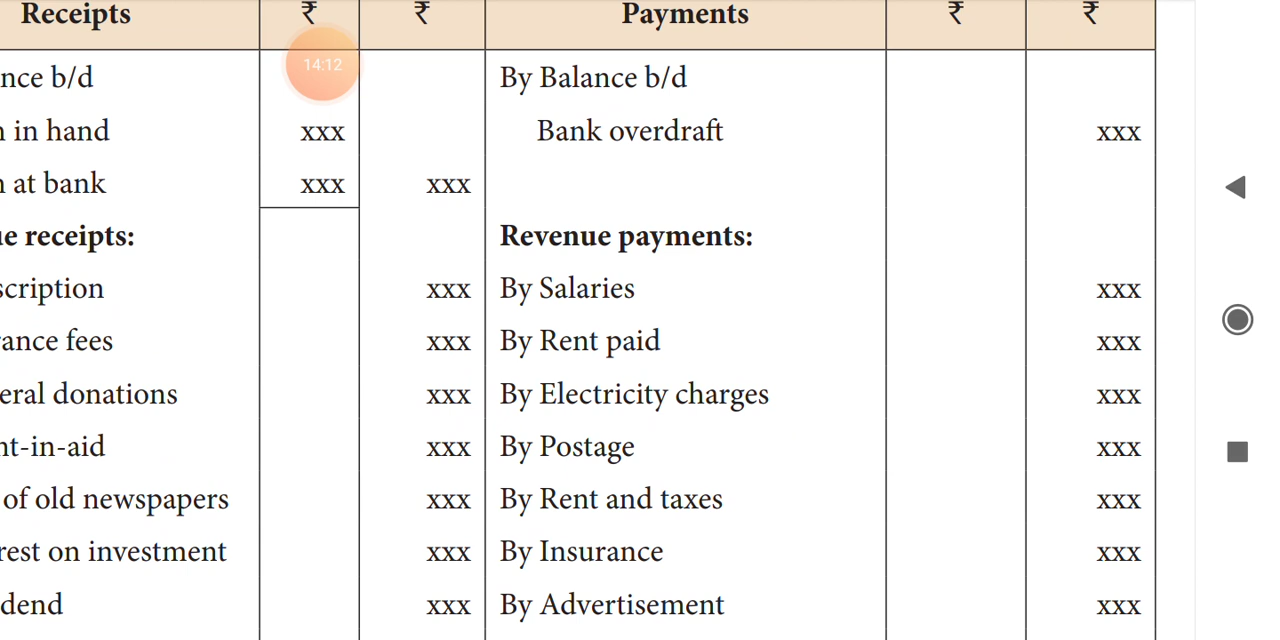 Receipts ₹ ₹ Payments ₹ ₹
14:12
nce b/d By Balance b/d
in hand xxx Bank overdraft xxx
at bank xxx xxx
e receipts: Revenue payments:
scription xxx By Salaries xxx
rance fees xxx By Rent paid xxx
eral donations xxx By Electricity charges xxx
nt-in-aid xxx By Postage xxx
of old newspapers xxx By Rent and taxes xxx
rest on investment xxx By Insurance xxx
dend xxx By Advertisement xxx